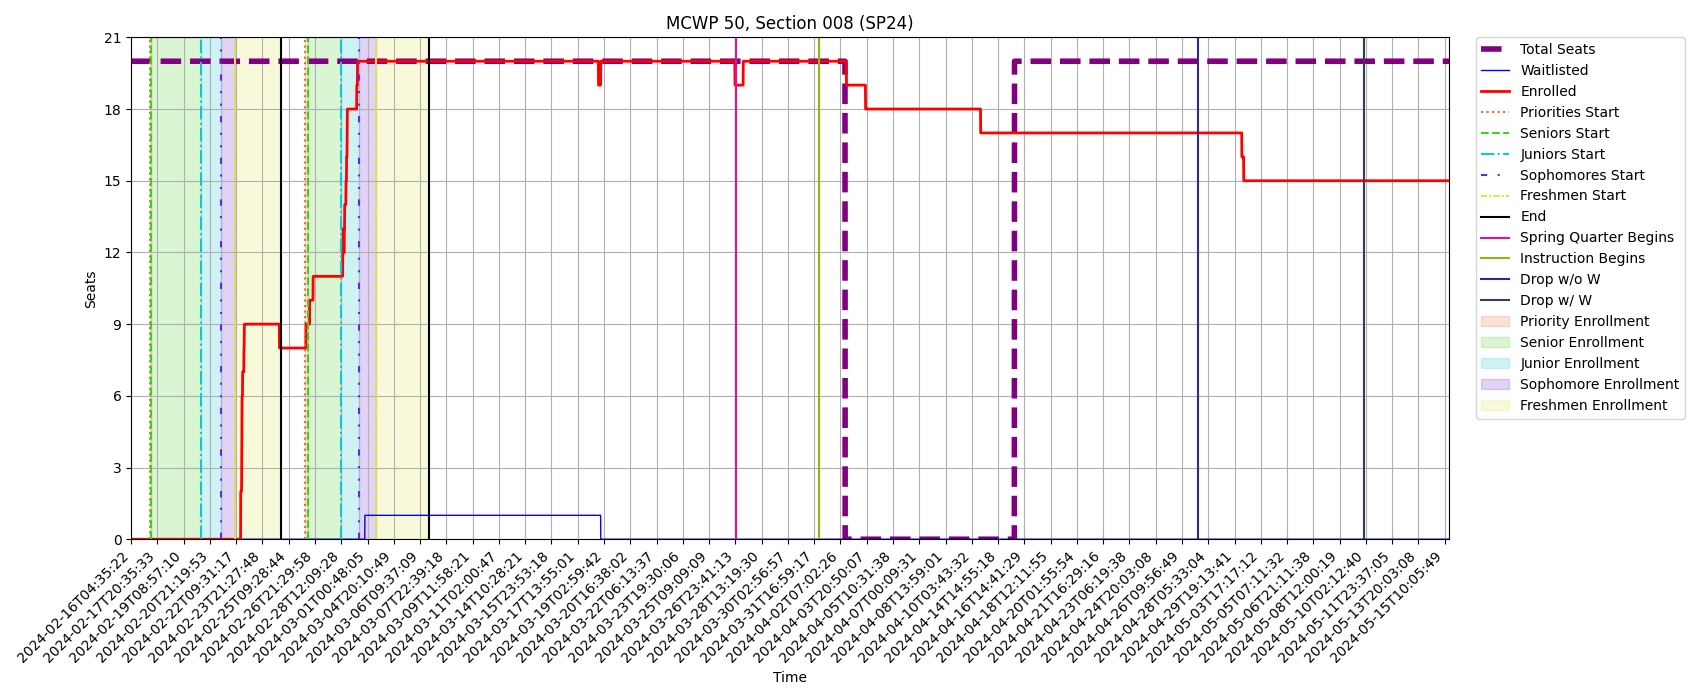 MCWP 50, Section 008 (SP24)
21
18
15
12
9
6
3
0
Seats
2024-02-16T04:35:22
2024-02-17T20:35:33
2024-02-19T08:57:10
2024-02-20T21:19:53
2024-02-22T09:31:17
2024-02-23T21:27:48
2024-02-25T09:28:44
2024-02-26T21:29:58
2024-02-28T12:09:28
2024-03-01T00:48:05
2024-03-04T20:10:49
2024-03-06T09:37:09
2024-03-07T22:39:18
2024-03-09T11:58:21
2024-03-11T02:00:47
2024-03-14T10:28:21
2024-03-15T23:53:18
2024-03-17T13:55:01
2024-03-19T02:59:42
2024-03-20T16:38:02
2024-03-22T06:13:37
2024-03-23T19:30:06
2024-03-25T09:09:09
2024-03-26T23:41:13
2024-03-28T13:19:30
2024-03-30T02:56:57
2024-03-31T16:59:17
2024-04-02T07:02:26
2024-04-03T20:50:07
2024-04-05T10:31:38
2024-04-07T00:09:31
2024-04-08T13:59:01
2024-04-10T03:43:32
2024-04-14T14:55:18
2024-04-16T14:41:29
2024-04-18T12:11:55
2024-04-20T01:55:54
2024-04-21T16:29:16
2024-04-23T06:19:38
2024-04-24T20:03:08
2024-04-26T09:56:49
2024-04-28T05:33:04
2024-04-29T19:13:41
2024-05-03T17:17:12
2024-05-05T07:11:32
2024-05-06T21:11:38
2024-05-08T12:00:19
2024-05-10T02:12:40
2024-05-11T23:37:05
2024-05-13T20:03:08
2024-05-15T10:05:49
Time
Total Seats
Waitlisted
Enrolled
Priorities Start
Seniors Start
Juniors Start
Sophomores Start
Freshmen Start
End
Spring Quarter Begins
Instruction Begins
Drop w/o W
Drop w/ W
Priority Enrollment
Senior Enrollment
Junior Enrollment
Sophomore Enrollment
Freshmen Enrollment